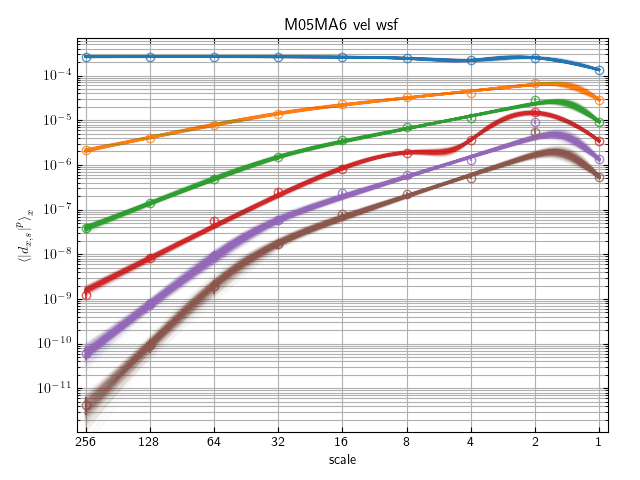 M05MA6 vel wsf
10⁻⁴
10⁻⁵
10⁻⁶
10⁻⁷
10⁻⁸
10⁻⁹
10⁻¹⁰
10⁻¹¹
⟨|d_{x,s}|^p⟩_x
256 128 64 32 16 8 4 2 1
scale